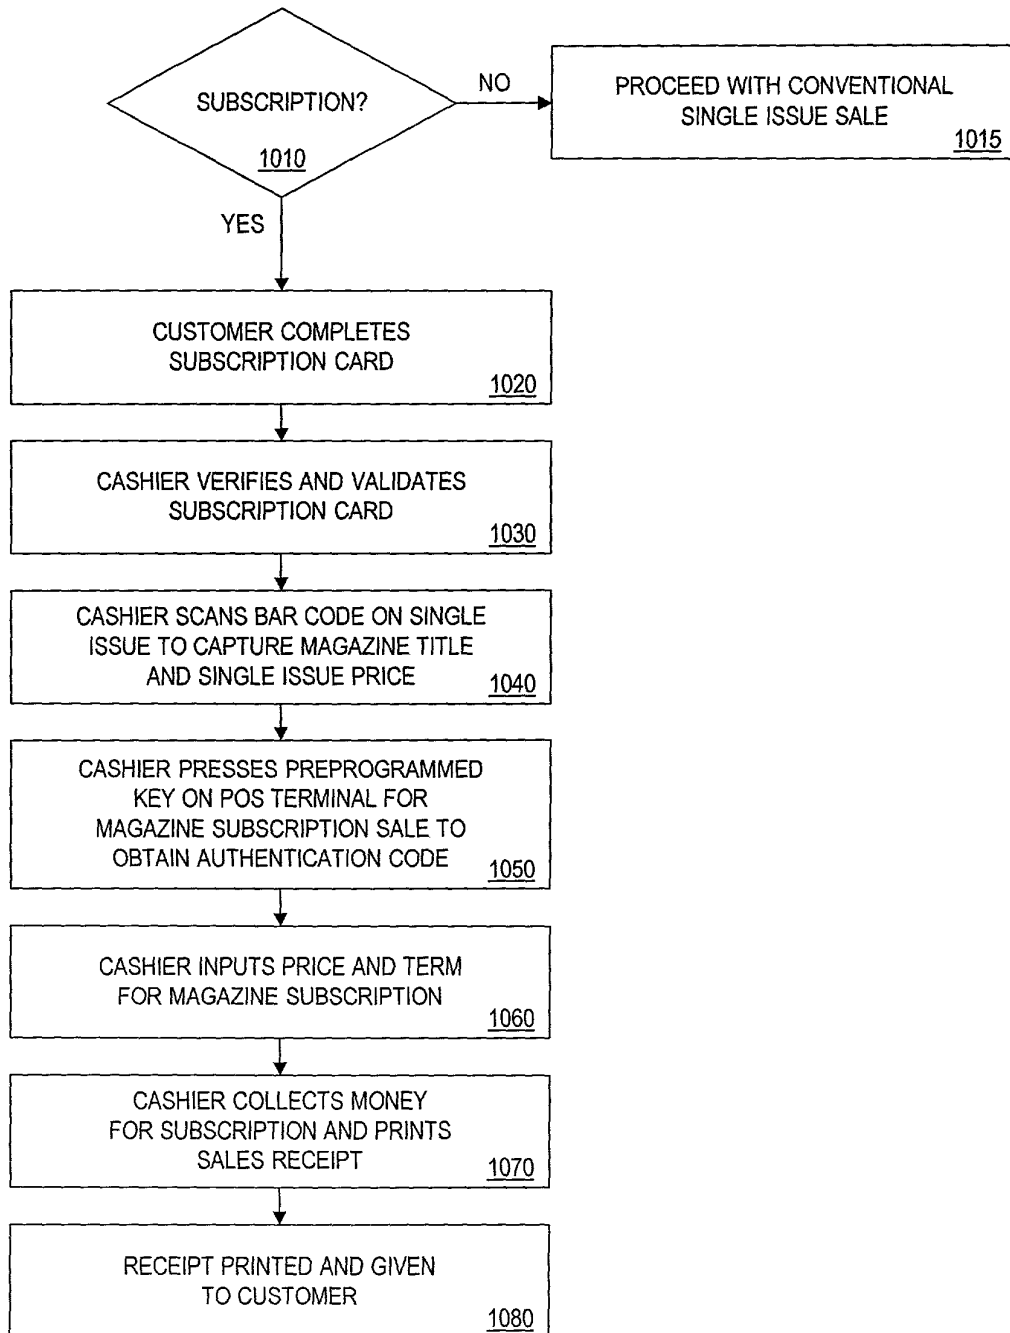 SUBSCRIPTION?
1010
NO
PROCEED WITH CONVENTIONAL
SINGLE ISSUE SALE
1015
YES
CUSTOMER COMPLETES
SUBSCRIPTION CARD
1020
CASHIER VERIFIES AND VALIDATES
SUBSCRIPTION CARD
1030
CASHIER SCANS BAR CODE ON SINGLE
ISSUE TO CAPTURE MAGAZINE TITLE
AND SINGLE ISSUE PRICE
1040
CASHIER PRESSES PREPROGRAMMED
KEY ON POS TERMINAL FOR
MAGAZINE SUBSCRIPTION SALE TO
OBTAIN AUTHENTICATION CODE
1050
CASHIER INPUTS PRICE AND TERM
FOR MAGAZINE SUBSCRIPTION
1060
CASHIER COLLECTS MONEY
FOR SUBSCRIPTION AND PRINTS
SALES RECEIPT
1070
RECEIPT PRINTED AND GIVEN
TO CUSTOMER
1080